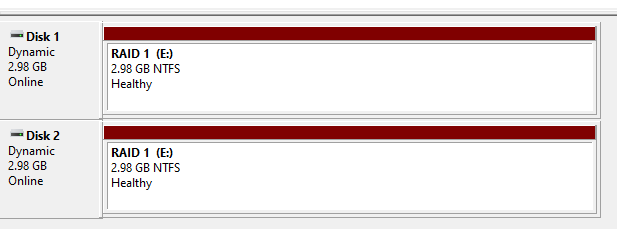 Disk 1
Dynamic
2.98 GB
Online
RAID 1 (E:)
2.98 GB NTFS
Healthy
Disk 2
Dynamic
2.98 GB
Online
RAID 1 (E:)
2.98 GB NTFS
Healthy